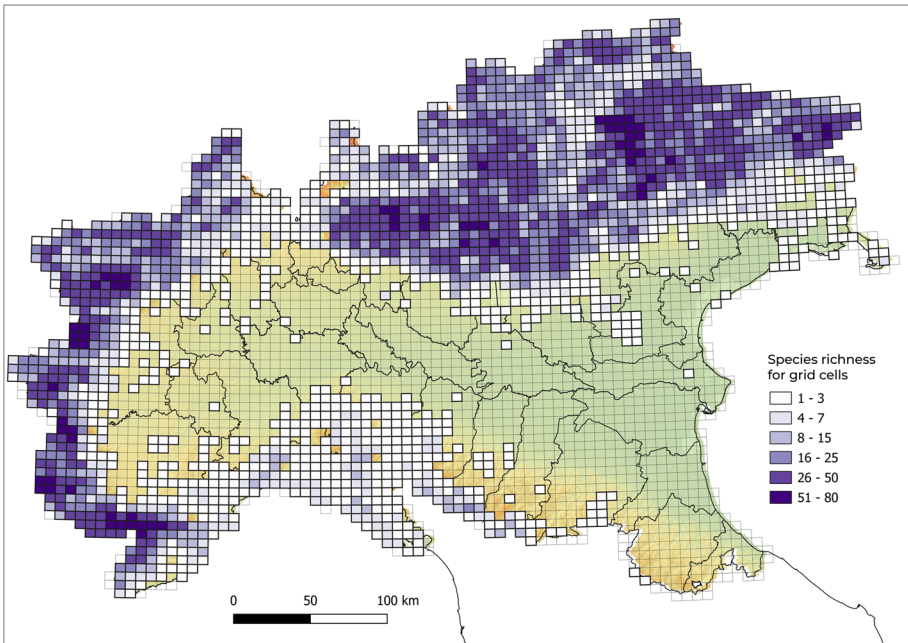 Species richness
for grid cells
1 - 3
4 - 7
8 - 15
16 - 25
26 - 50
51 - 80
0 50 100 km